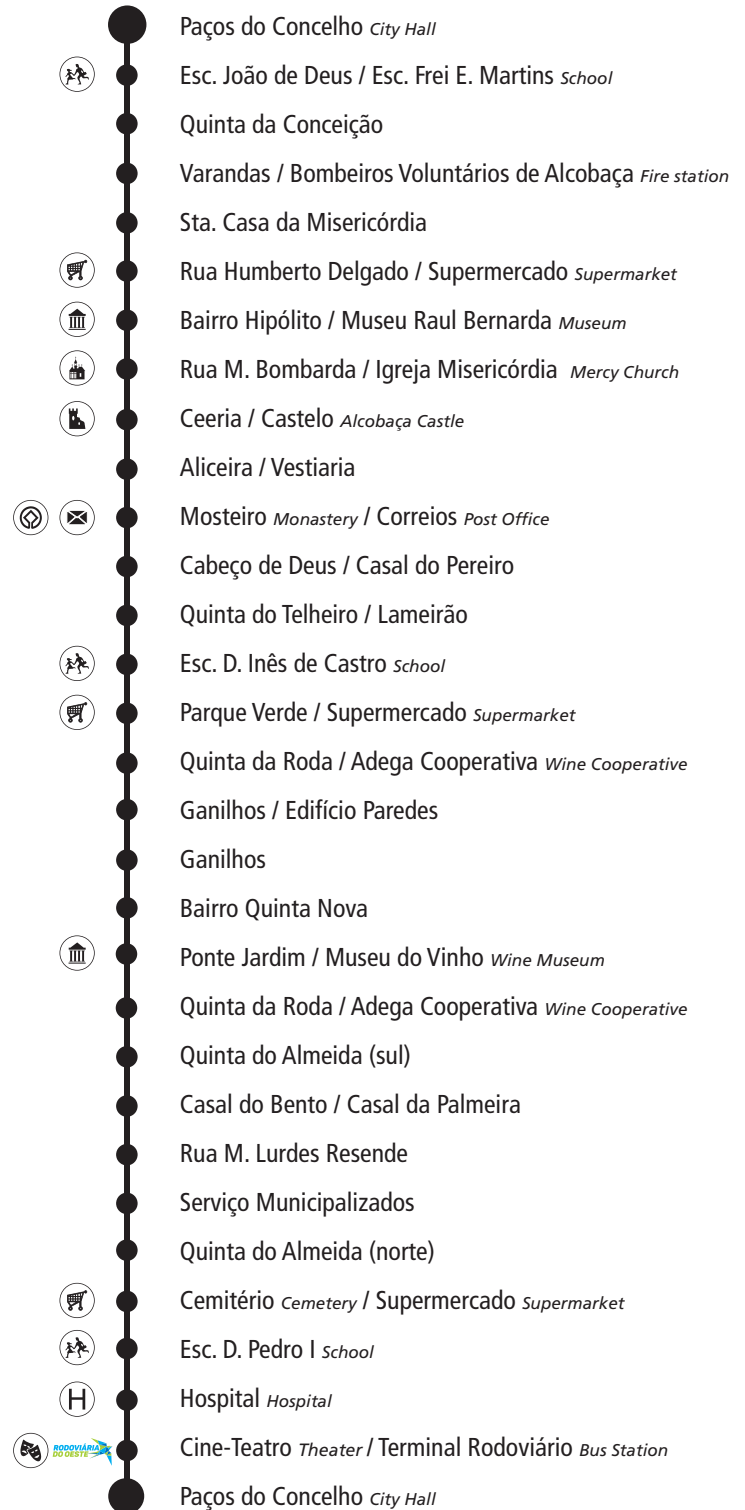 Paços do Concelho City Hall
Esc. João de Deus / Esc. Frei E. Martins School
Quinta da Conceição
Varandas / Bombeiros Voluntários de Alcobaça Fire station
Sta. Casa da Misericórdia
Rua Humberto Delgado / Supermercado Supermarket
Bairro Hipólito / Museu Raul Bernarda Museum
Rua M. Bombarda / Igreja Misericórdia Mercy Church
Ceeria / Castelo Alcobaça Castle
Aliceira / Vestiaria
Mosteiro Monastery / Correios Post Office
Cabeço de Deus / Casal do Pereiro
Quinta do Telheiro / Lameirão
Esc. D. Inês de Castro School
Parque Verde / Supermercado Supermarket
Quinta da Roda / Adega Cooperativa Wine Cooperative
Ganilhos / Edifício Paredes
Ganilhos
Bairro Quinta Nova
Ponte Jardim / Museu do Vinho Wine Museum
Quinta da Roda / Adega Cooperativa Wine Cooperative
Quinta do Almeida (sul)
Casal do Bento / Casal da Palmeira
Rua M. Lurdes Resende
Serviço Municipalizados
Quinta do Almeida (norte)
Cemitério Cemetery / Supermercado Supermarket
Esc. D. Pedro I School
H Hospital Hospital
RODOVIÁRIA
DO OESTE
Cine-Teatro Theater / Terminal Rodoviário Bus Station
Paços do Concelho City Hall